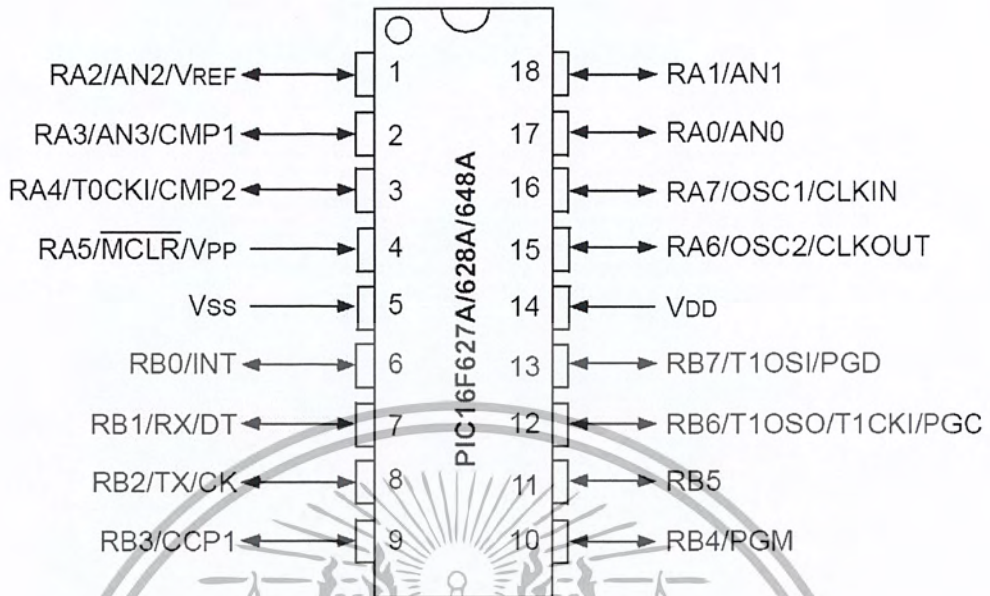 RA2/AN2/VREF 1 18 RA1/AN1
RA3/AN3/CMP1 2 17 RA0/AN0
RA4/T0CKI/CMP2 3 16 RA7/OSC1/CLKIN
RA5/MCLR/VPP 4 15 RA6/OSC2/CLKOUT
VSS 5 14 VDD
RB0/INT 6 13 RB7/T1OSI/PGD
RB1/RX/DT 7 12 RB6/T1OSO/T1CKI/PGC
RB2/TX/CK 8 11 RB5
RB3/CCP1 9 10 RB4/PGM
PIC16F627A/628A/648A